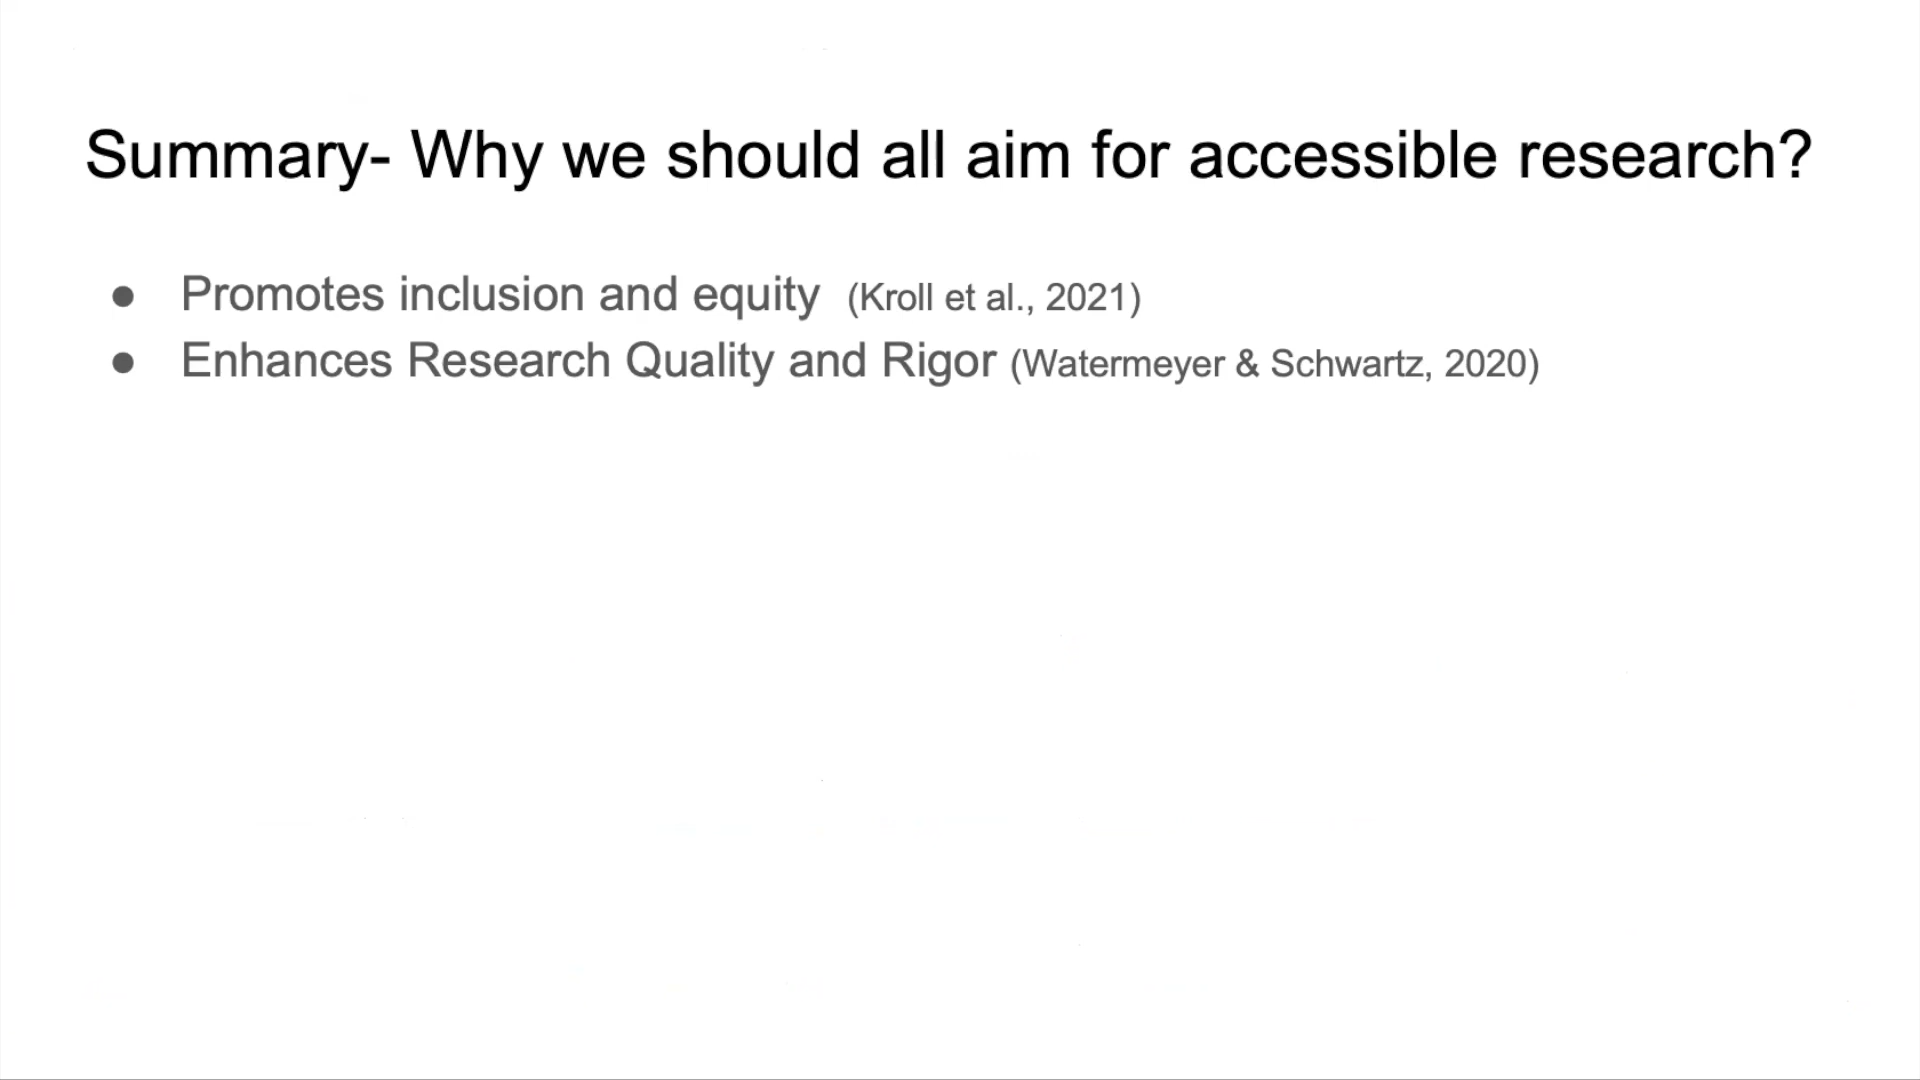 Summary- Why we should all aim for accessible research?
● Promotes inclusion and equity (Kroll et al., 2021)
● Enhances Research Quality and Rigor (Watermeyer & Schwartz, 2020)